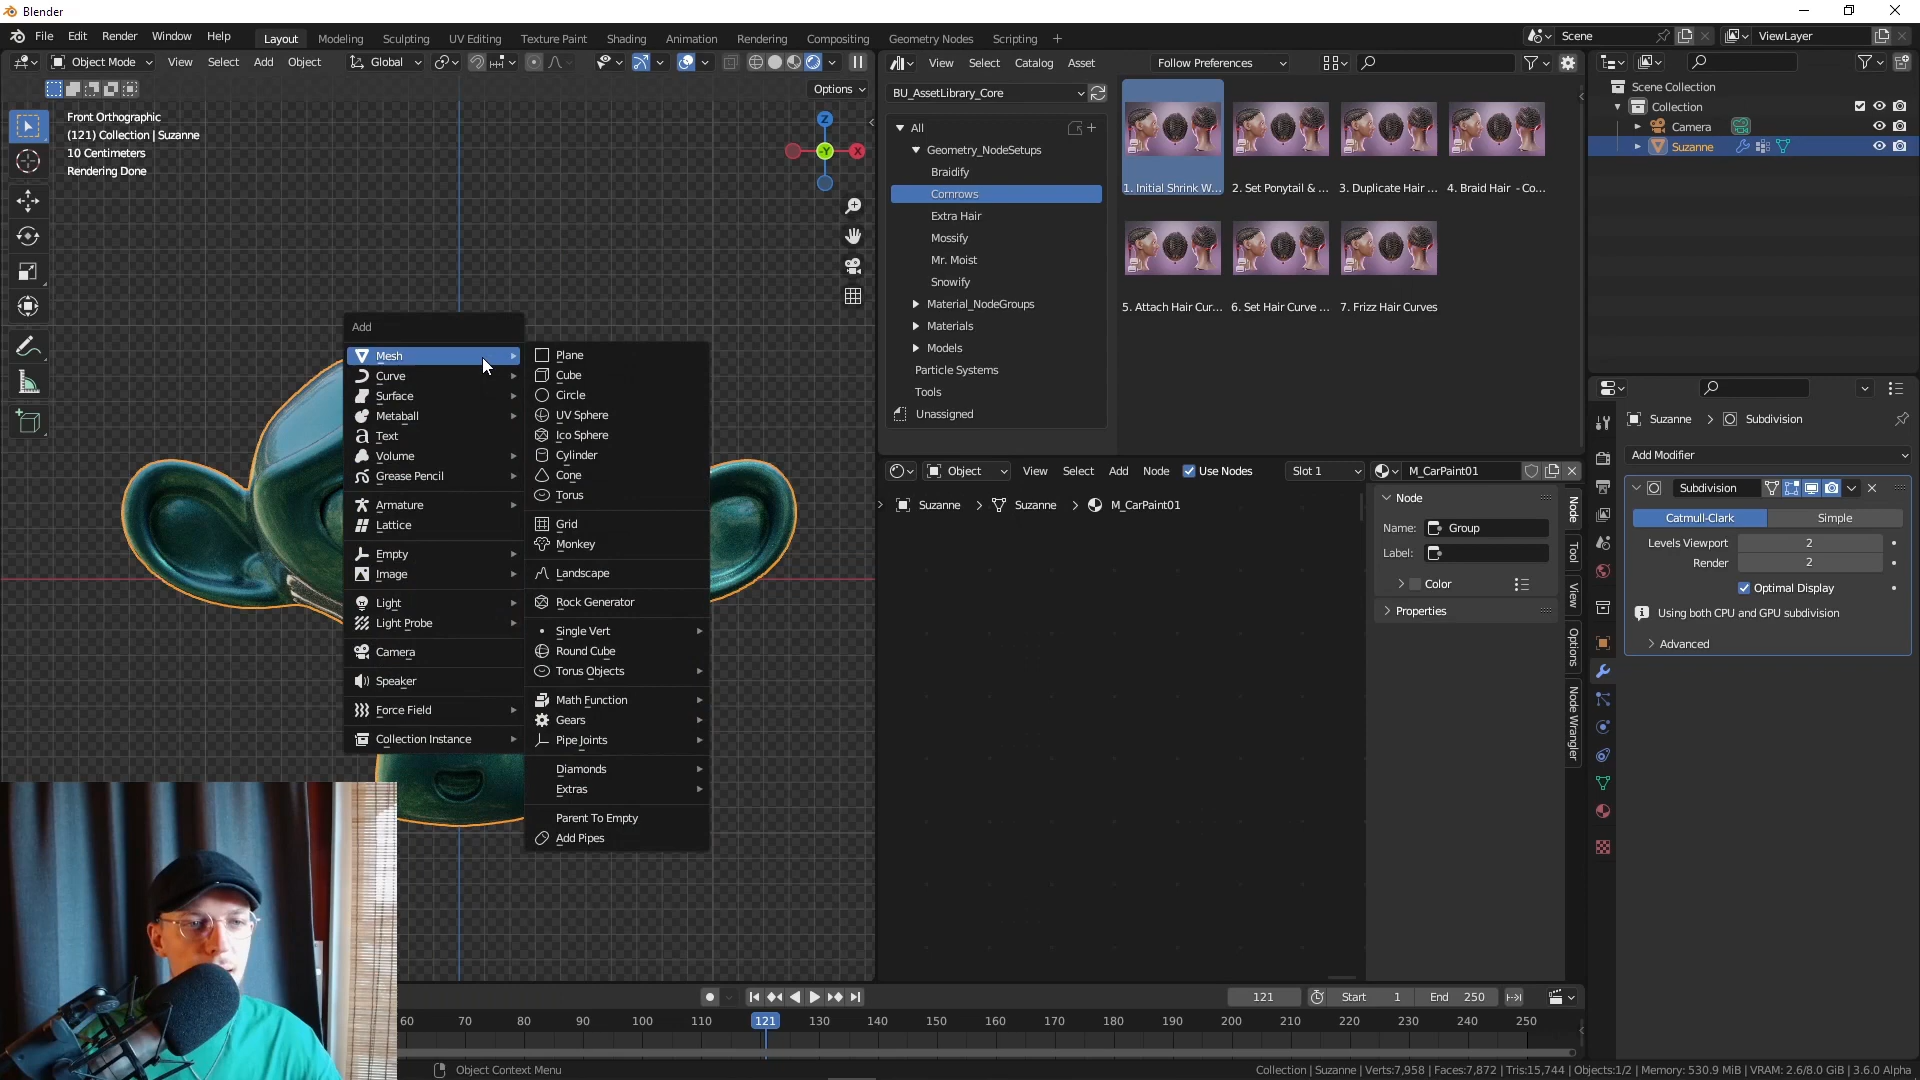 Blender
File Edit Render Window Help
Layout Modeling Sculpting UV Editing Texture Paint Shading Animation Rendering Compositing Geometry Nodes Scripting +
Scene
ViewLayer
Object Mode View Select Add Object Global
Options
Front Orthographic
(121) Collection | Suzanne
10 Centimeters
Rendering Done
Z
-Y
X
Add
Mesh
Curve
Surface
Metaball
Text
Volume
Grease Pencil
Armature
Lattice
Empty
Image
Light
Light Probe
Camera
Speaker
Force Field
Collection Instance
Plane
Cube
Circle
UV Sphere
Ico Sphere
Cylinder
Cone
Torus
Grid
Monkey
Landscape
Rock Generator
Single Vert
Round Cube
Torus Objects
Math Function
Gears
Pipe Joints
Diamonds
Extras
Parent To Empty
Add Pipes
View Select Catalog Asset Follow Preferences
BU_AssetLibrary_Core
All
Geometry_NodeSetups
Braidify
Cornrows
Extra Hair
Mossify
Mr. Moist
Snowify
Material_NodeGroups
Materials
Models
Particle Systems
Tools
Unassigned
1. Initial Shrink W... 2. Set Ponytail & ... 3. Duplicate Hair ... 4. Braid Hair - Co...
5. Attach Hair Cur... 6. Set Hair Curve ... 7. Frizz Hair Curves
Object View Select Add Node Use Nodes Slot 1 M_CarPaint01
Suzanne Suzanne M_CarPaint01
Node
Name: Group
Label:
Color
Properties
Node
Tool
View
Options
Node Wrangler
Scene Collection
Collection
Camera
Suzanne
Suzanne Subdivision
Add Modifier
Subdivision
Catmull-Clark Simple
Levels Viewport 2
Render 2
Optimal Display
Using both CPU and GPU subdivision
Advanced
121 Start 1 End 250
60 70 80 90 100 110 121 130 140 150 160 170 180 190 200 210 220 230 240 250
Object Context Menu
Collection | Suzanne | Verts:7,958 | Faces:7,872 | Tris:15,744 | Objects:1/2 | Memory: 530.9 MiB | VRAM: 2.6/8.0 GiB | 3.6.0 Alpha